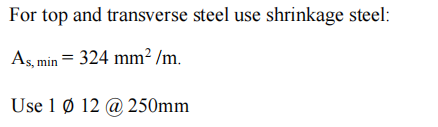 For top and transverse steel use shrinkage steel:
As, min = 324 mm² /m.
Use 1 Ø 12 @ 250mm